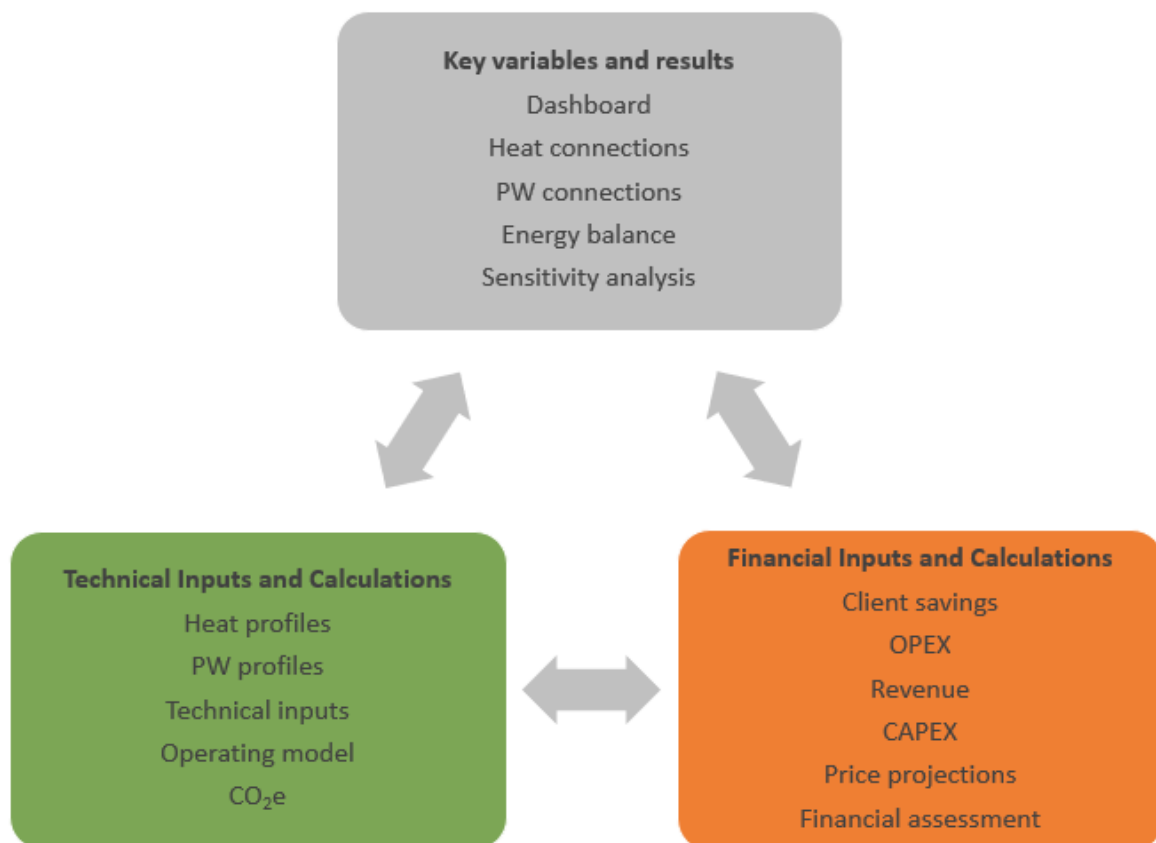 Key variables and results
Dashboard
Heat connections
PW connections
Energy balance
Sensitivity analysis
Technical Inputs and Calculations
Heat profiles
PW profiles
Technical inputs
Operating model
CO₂e
Financial Inputs and Calculations
Client savings
OPEX
Revenue
CAPEX
Price projections
Financial assessment